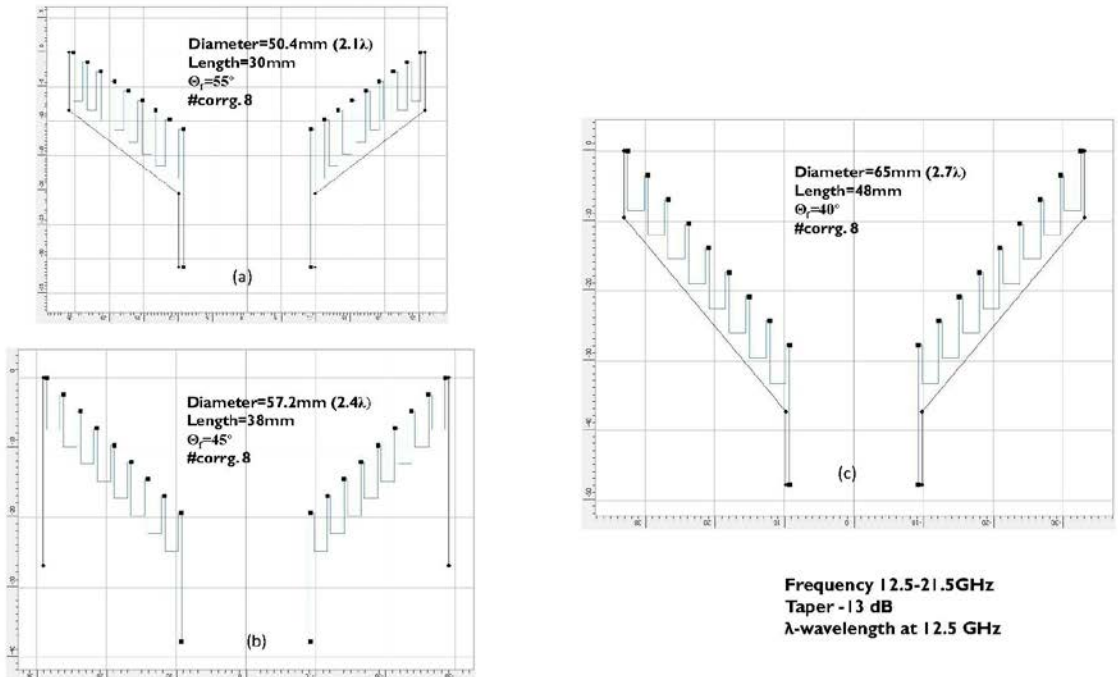 Diameter=50.4mm (2.1λ)
Length=30mm
Θf=55°
#corrg. 8
(a)
Diameter=57.2mm (2.4λ)
Length=38mm
Θf=45°
#corrg. 8
(b)
Diameter=65mm (2.7λ)
Length=48mm
Θf=40°
#corrg. 8
(c)
Frequency 12.5-21.5GHz
Taper -13 dB
λ-wavelength at 12.5 GHz